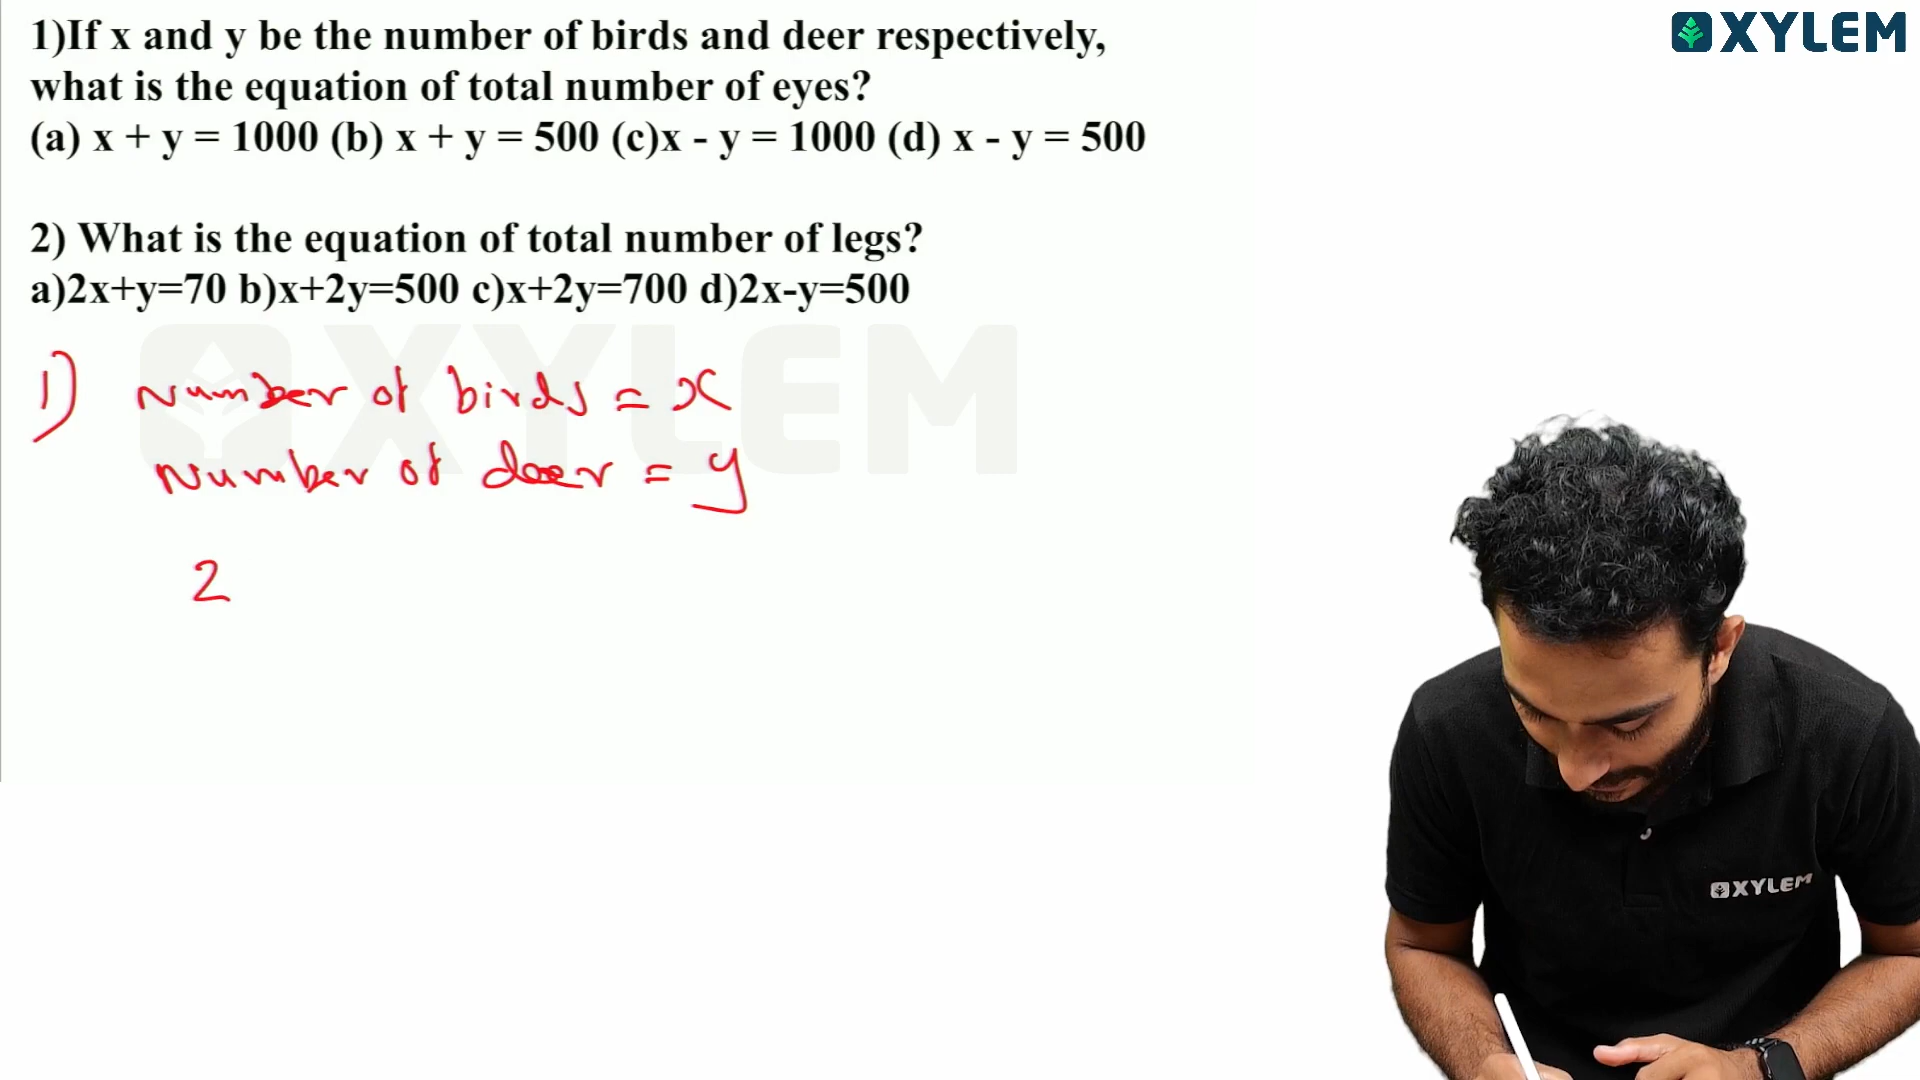 1)If x and y be the number of birds and deer respectively,
XYLEM
what is the equation of total number of eyes?
(a) x + y = 1000 (b) x + y = 500 (c)x - y = 1000 (d) x - y = 500
2) What is the equation of total number of legs?
a)2x+y=70 b)x+2y=500 c)x+2y=700 d)2x-y=500
XYLEM
1) Number of birds = x
Number of deer = y
2
XYLEM